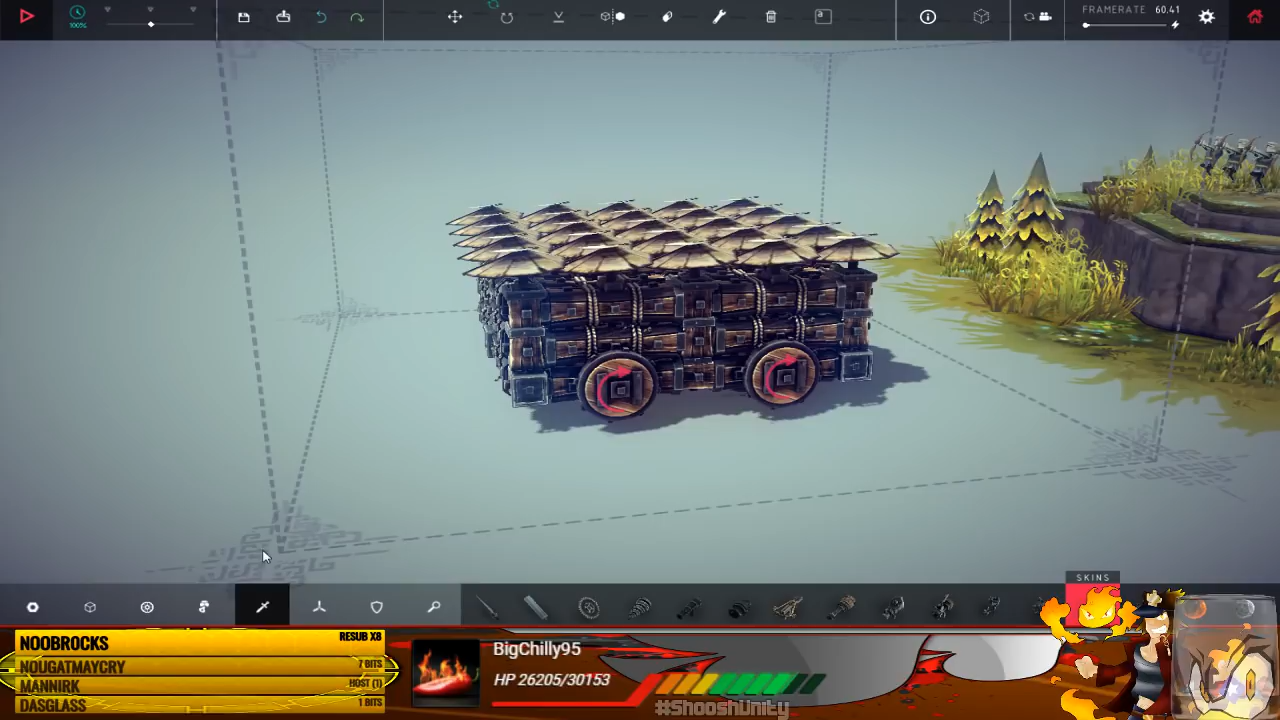 100%
FRAMERATE 60.41
SKINS
NOOBROCKS RESUB X8
NOUGATMAYCRY 7 BITS
MANNIRK HOST (1)
DASGLASS 1 BITS
BigChilly95
HP 26205/30153
#ShooshUnity